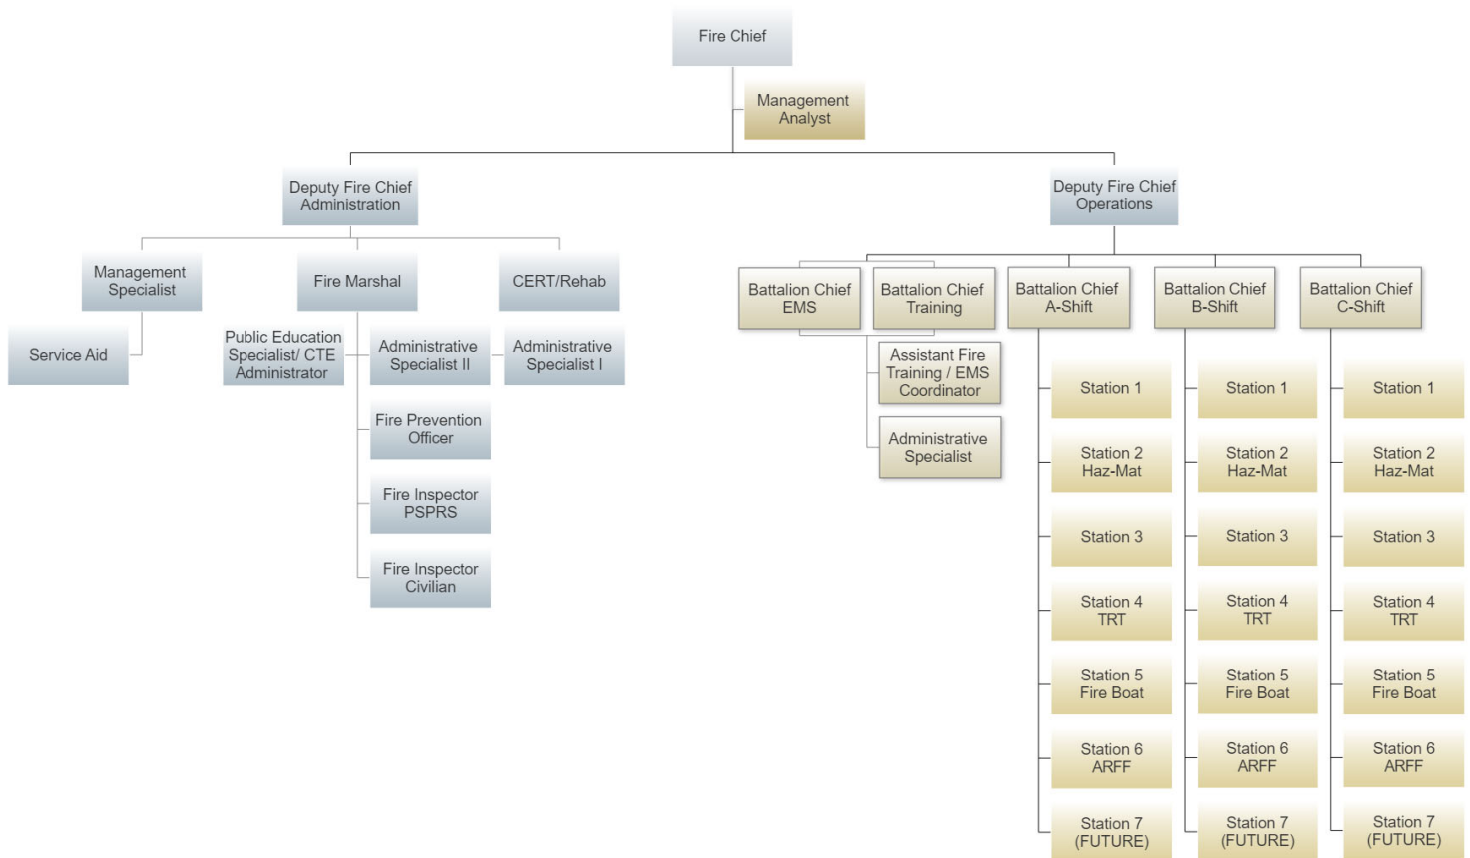 Fire Chief
Management
Analyst
Deputy Fire Chief
Administration
Deputy Fire Chief
Operations
Management
Specialist
Fire Marshal
CERT/Rehab
Service Aid
Public Education
Specialist/ CTE
Administrator
Administrative
Specialist II
Administrative
Specialist I
Fire Prevention
Officer
Fire Inspector
PSPRS
Fire Inspector
Civilian
Battalion Chief
EMS
Battalion Chief
Training
Assistant Fire
Training / EMS
Coordinator
Administrative
Specialist
Battalion Chief
A-Shift
Station 1
Station 2
Haz-Mat
Station 3
Station 4
TRT
Station 5
Fire Boat
Station 6
ARFF
Station 7
(FUTURE)
Battalion Chief
B-Shift
Station 1
Station 2
Haz-Mat
Station 3
Station 4
TRT
Station 5
Fire Boat
Station 6
ARFF
Station 7
(FUTURE)
Battalion Chief
C-Shift
Station 1
Station 2
Haz-Mat
Station 3
Station 4
TRT
Station 5
Fire Boat
Station 6
ARFF
Station 7
(FUTURE)